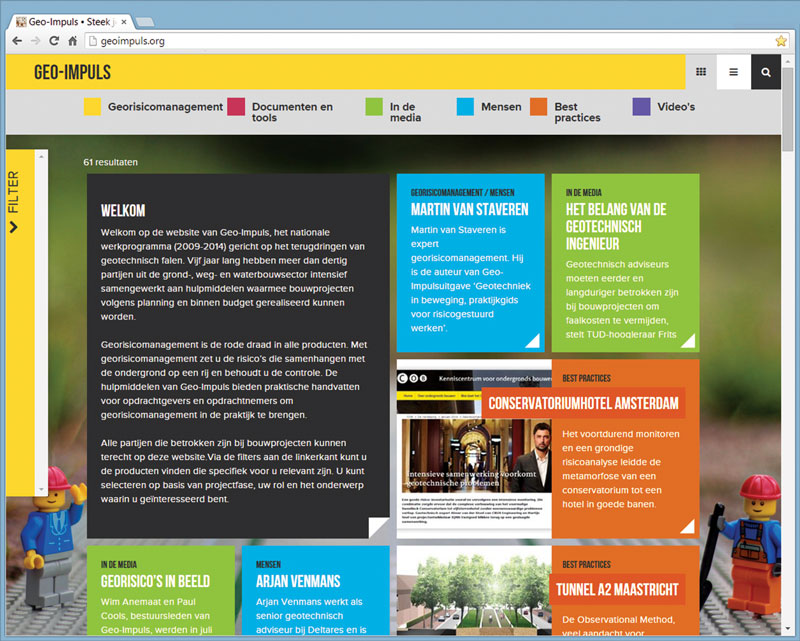 Geo-Impuls • Steek j
geoimpuls.org
GEO-IMPULS
Georisicomanagement
Documenten en
tools
In de
media
Mensen
Best
practices
Video's
FILTER
61 resultaten
WELKOM
Welkom op de website van Geo-Impuls, het nationale
werkprogramma (2009-2014) gericht op het terugdringen van
geotechnisch falen. Vijf jaar lang hebben meer dan dertig
partijen uit de grond-, weg- en waterbouwsector intensief
samengewerkt aan hulpmiddelen waarmee bouwprojecten
volgens planning en binnen budget gerealiseerd kunnen
worden.
Georisicomanagement is de rode draad in alle producten. Met
georisicomanagement zet u de risico's die samenhangen met
de ondergrond op een rij en behoudt u de controle. De
hulpmiddelen van Geo-Impuls bieden praktische handvatten
voor opdrachtgevers en opdrachtnemers om
georisicomanagement in de praktijk te brengen.
Alle partijen die betrokken zijn bij bouwprojecten kunnen
terecht op deze website.Via de filters aan de linkerkant kunt u
de producten vinden die specifiek voor u relevant zijn. U kunt
selecteren op basis van projectfase, uw rol en het onderwerp
waarin u geïnteresseerd bent.
GEORISICOMANAGEMENT / MENSEN
MARTIN VAN STAVEREN
Martin van Staveren is
expert
georisicomanagement. Hij
is de auteur van Geo-
Impulsuitgave 'Geotechniek
in beweging, praktijkgids
voor risicogestuurd
werken'.
IN DE MEDIA
HET BELANG VAN DE
GEOTECHNISCH
INGENIEUR
Geotechnisch adviseurs
moeten eerder en
langduriger betrokken zijn
bij bouwprojecten om
faalkosten te vermijden,
stelt TUD-hoogleraar Frits
COB Kenniscentrum voor ondergronds bouwen
Intensieve samenwerking voorkomt
geotechnische problemen
BEST PRACTICES
CONSERVATORIUMHOTEL AMSTERDAM
Het voortdurend monitoren
en een grondige
risicoanalyse leidde de
metamorfose van een
conservatorium tot een
hotel in goede banen.
IN DE MEDIA
GEORISICO'S IN BEELD
Wim Anemaat en Paul
Cools, bestuursleden van
Geo-Impuls, werden in juli
MENSEN
ARJAN VENMANS
Arjan Venmans werkt als
senior geotechnisch
adviseur bij Deltares en is
BEST PRACTICES
TUNNEL A2 MAASTRICHT
De Observational Method,
veel aandacht voor